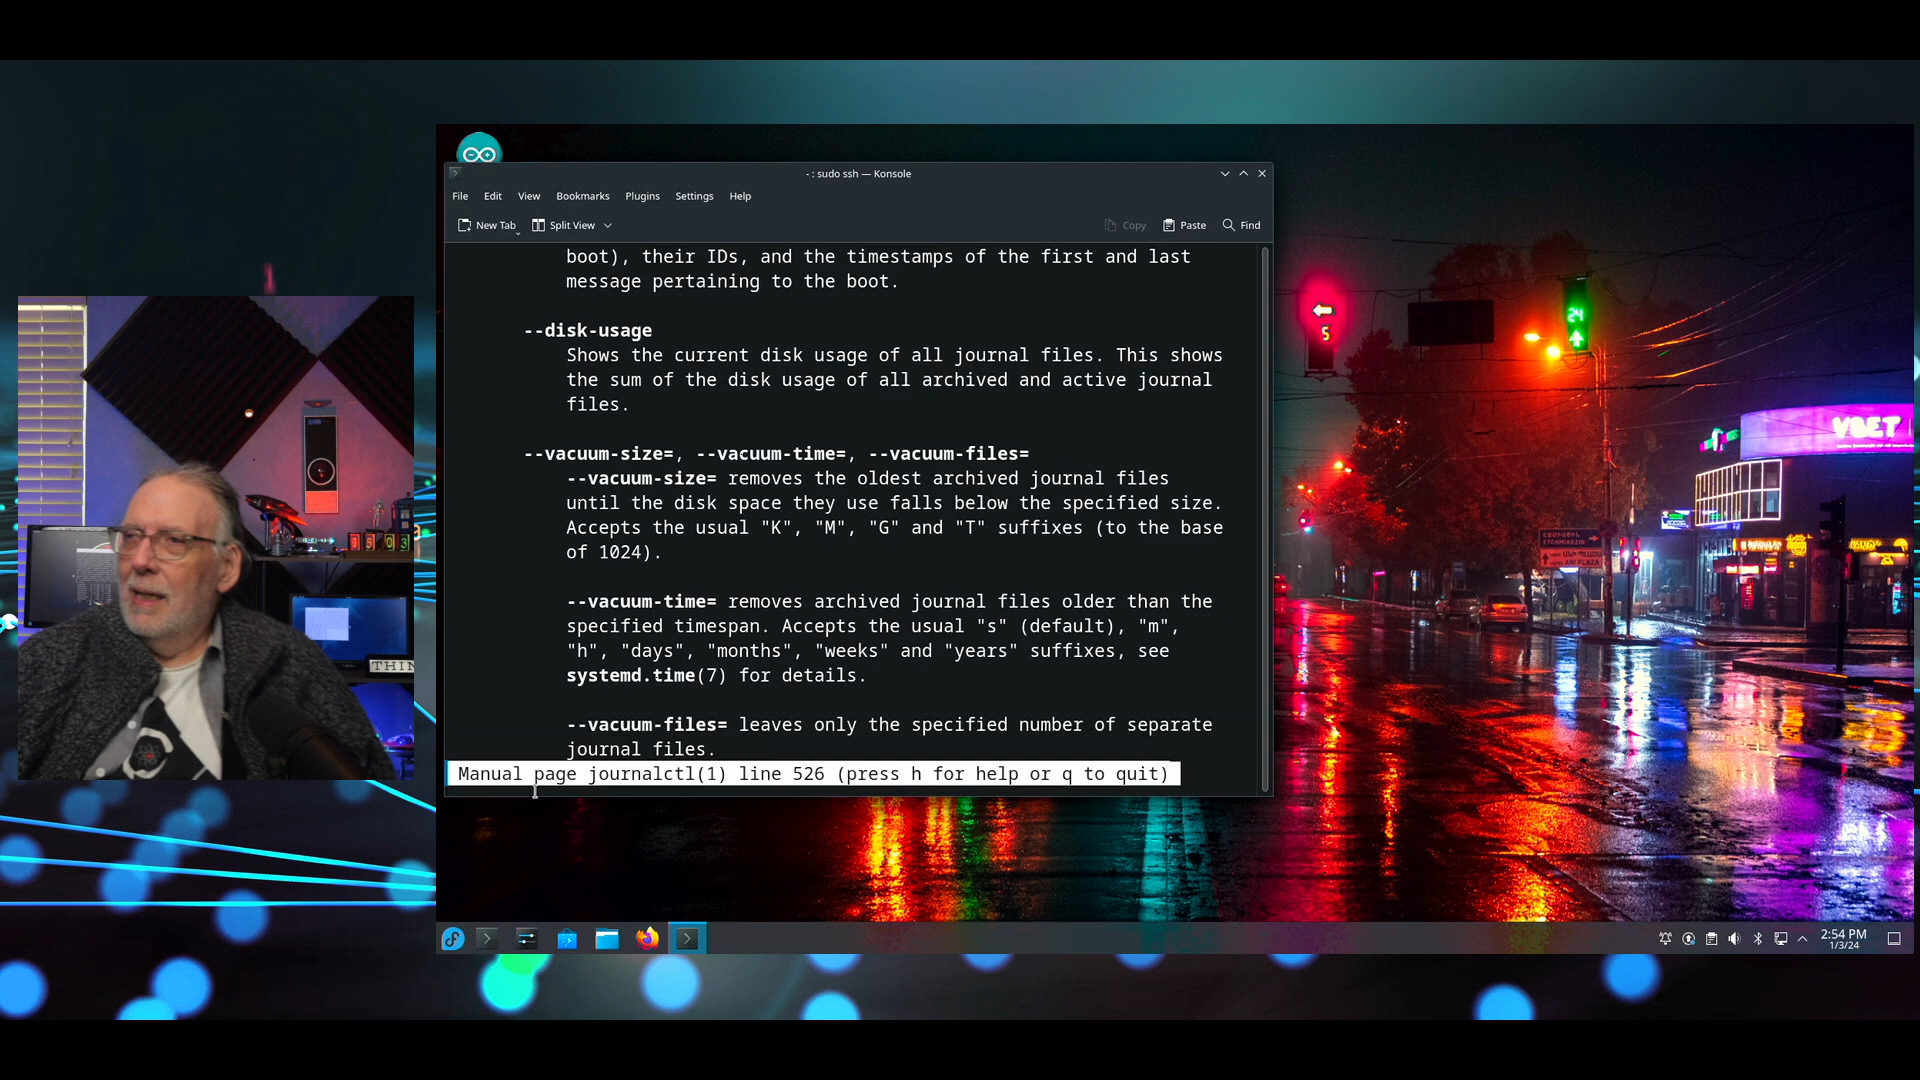 - : sudo ssh — Konsole
File Edit View Bookmarks Plugins Settings Help
New Tab Split View Copy Paste Find
boot), their IDs, and the timestamps of the first and last
message pertaining to the boot.
--disk-usage
Shows the current disk usage of all journal files. This shows
the sum of the disk usage of all archived and active journal
files.
--vacuum-size=, --vacuum-time=, --vacuum-files=
--vacuum-size= removes the oldest archived journal files
until the disk space they use falls below the specified size.
Accepts the usual "K", "M", "G" and "T" suffixes (to the base
of 1024).
--vacuum-time= removes archived journal files older than the
specified timespan. Accepts the usual "s" (default), "m",
"h", "days", "months", "weeks" and "years" suffixes, see
systemd.time(7) for details.
--vacuum-files= leaves only the specified number of separate
journal files.
Manual page journalctl(1) line 526 (press h for help or q to quit)
5
24
VBET
ETCHMIADZIN
ANI PLAZA
THIN
2:54 PM
1/3/24